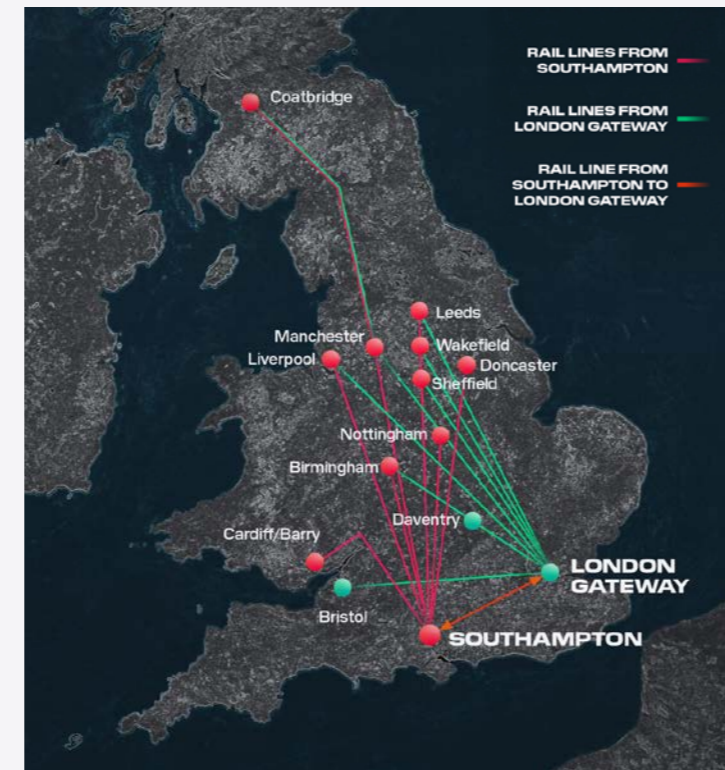 RAIL LINES FROM
SOUTHAMPTON
RAIL LINES FROM
LONDON GATEWAY
RAIL LINE FROM
SOUTHAMPTON TO
LONDON GATEWAY
Coatbridge
Leeds
Manchester
Wakefield
Liverpool
Doncaster
Sheffield
Nottingham
Birmingham
Daventry
Cardiff/Barry
LONDON
GATEWAY
Bristol
SOUTHAMPTON